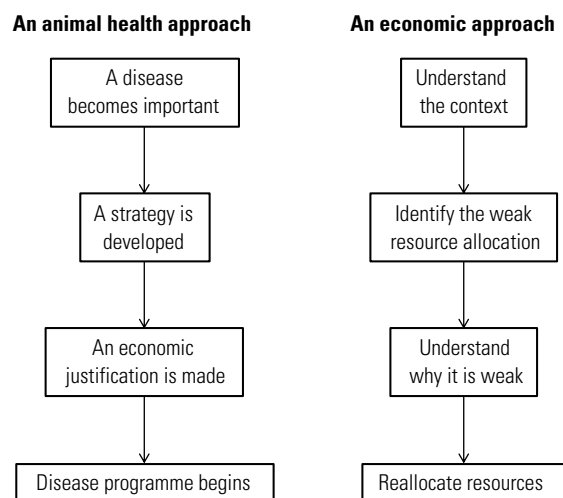 An animal health approach
A disease
becomes important
A strategy is
developed
An economic
justification is made
Disease programme begins
An economic approach
Understand
the context
Identify the weak
resource allocation
Understand
why it is weak
Reallocate resources